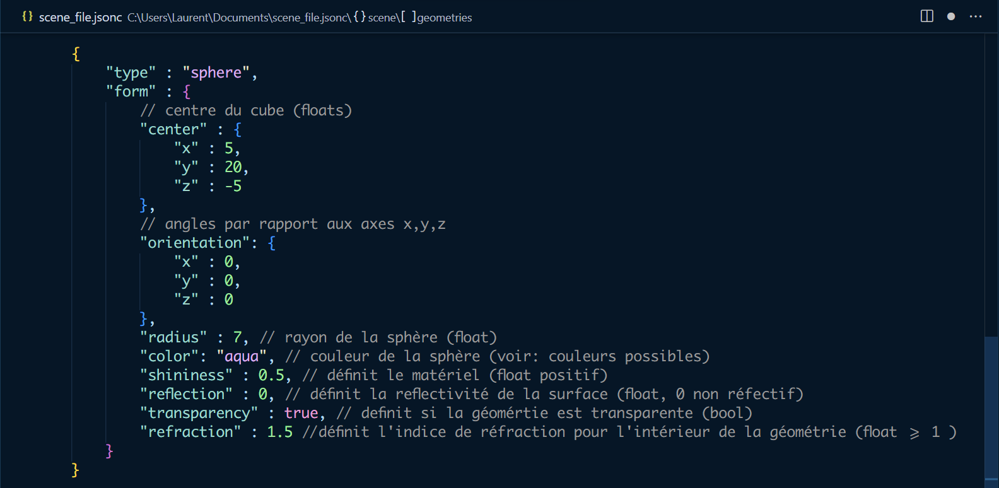 {} scene_file.jsonc C:\Users\Laurent\Documents\scene_file.jsonc\{}scene\[ ]geometries
{
"type" : "sphere",
"form" : {
// centre du cube (floats)
"center" : {
"x" : 5,
"y" : 20,
"z" : -5
},
// angles par rapport aux axes x,y,z
"orientation": {
"x" : 0,
"y" : 0,
"z" : 0
},
"radius" : 7, // rayon de la sphère (float)
"color": "aqua", // couleur de la sphère (voir: couleurs possibles)
"shininess" : 0.5, // définit le matériel (float positif)
"reflection" : 0, // définit la reflectivité de la surface (float, 0 non réfectif)
"transparency" : true, // definit si la géomértie est transparente (bool)
"refraction" : 1.5 //définit l'indice de réfraction pour l'intérieur de la géométrie (float ⩾ 1 )
}
}